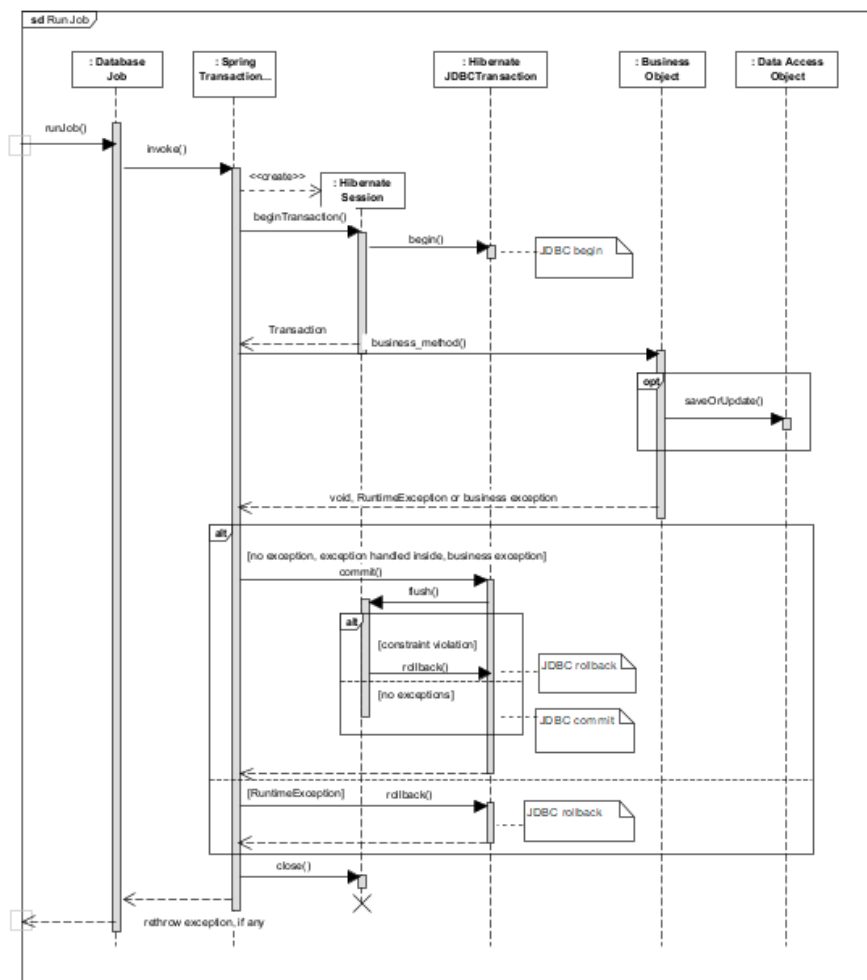 sd RunJob
: Database
Job
: Spring
Transaction...
: Hibernate
JDBCTransaction
: Business
Object
: Data Access
Object
runJob()
invoke()
<<create>>
: Hibernate
Session
beginTransaction()
begin()
JDBC begin
Transaction
business_method()
opt
saveOrUpdate()
void, RuntimeException or business exception
alt
[no exception, exception handled inside, business exception]
commit()
flush()
alt
[constraint violation]
rollback()
JDBC rollback
[no exceptions]
JDBC commit
[RuntimeException]
rollback()
JDBC rollback
close()
rethrow exception, if any